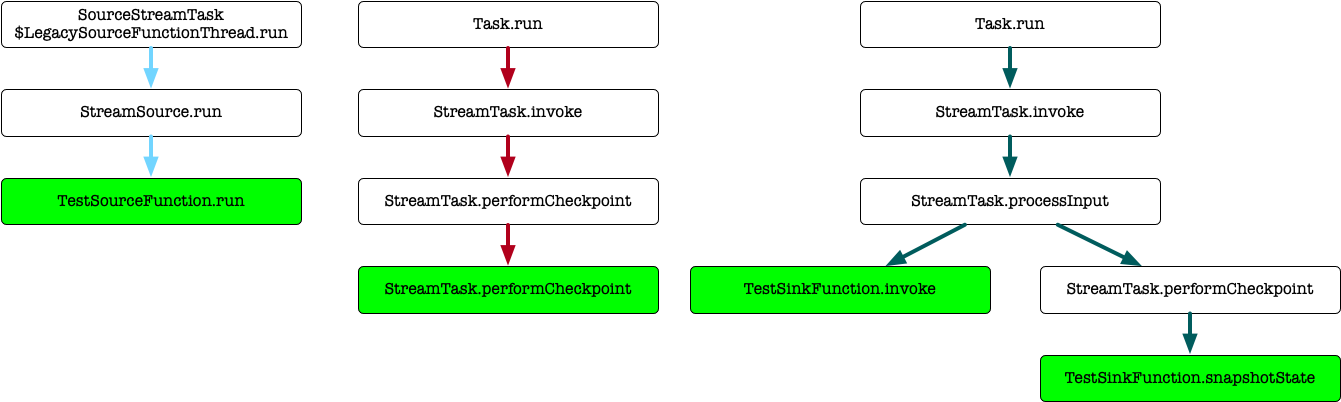 SourceStreamTask
$LegacySourceFunctionThread.run
StreamSource.run
TestSourceFunction.run
Task.run
StreamTask.invoke
StreamTask.performCheckpoint
StreamTask.performCheckpoint
Task.run
StreamTask.invoke
StreamTask.processInput
TestSinkFunction.invoke
StreamTask.performCheckpoint
TestSinkFunction.snapshotState